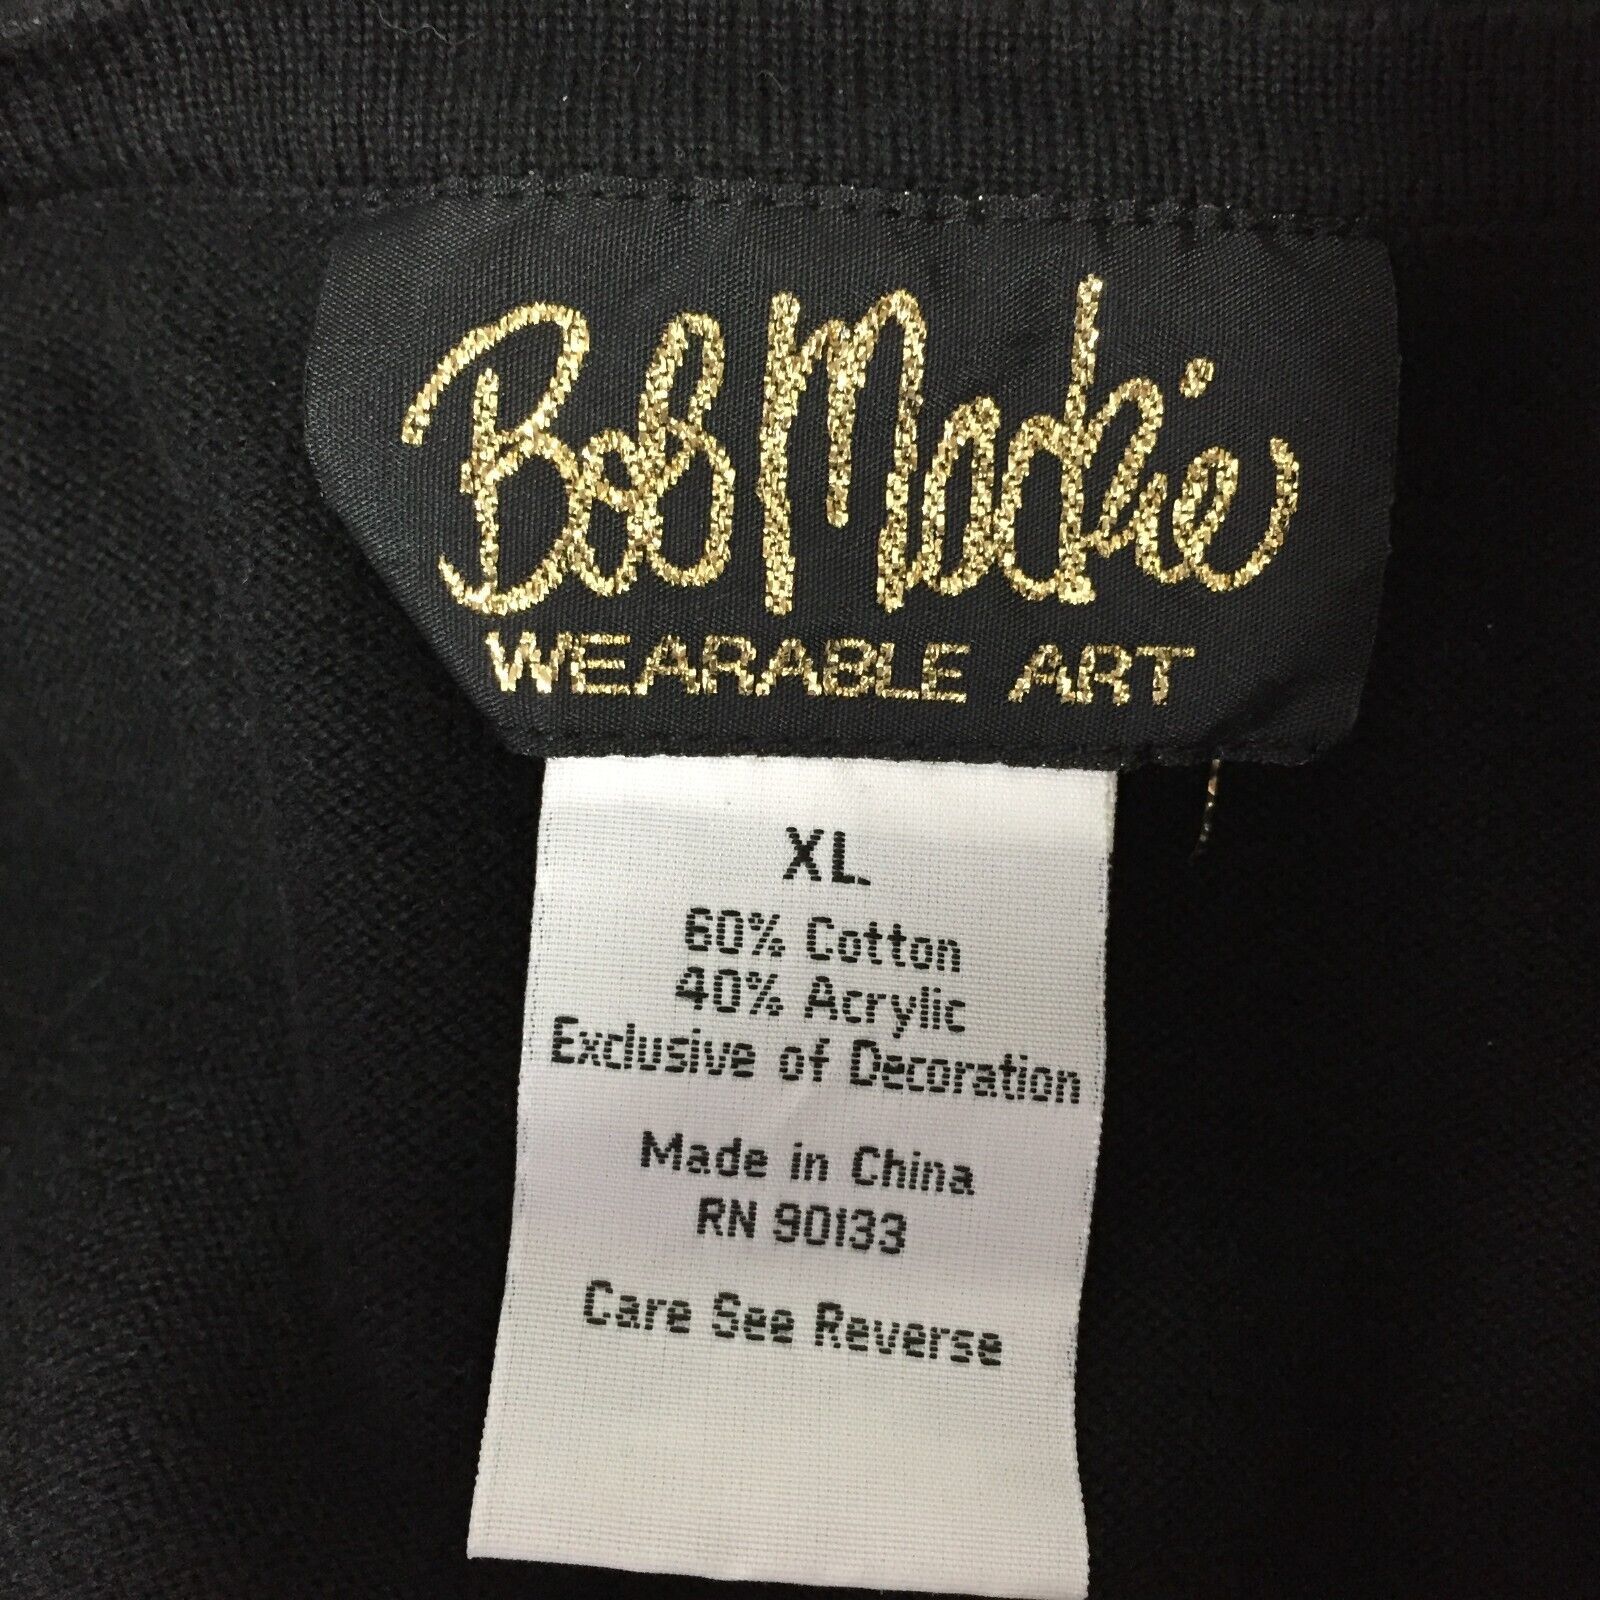 Bob Mackie
WEARABLE ART
XL
60% Cotton
40% Acrylic
Exclusive of Decoration
Made in China
RN 90133
Care See Reverse